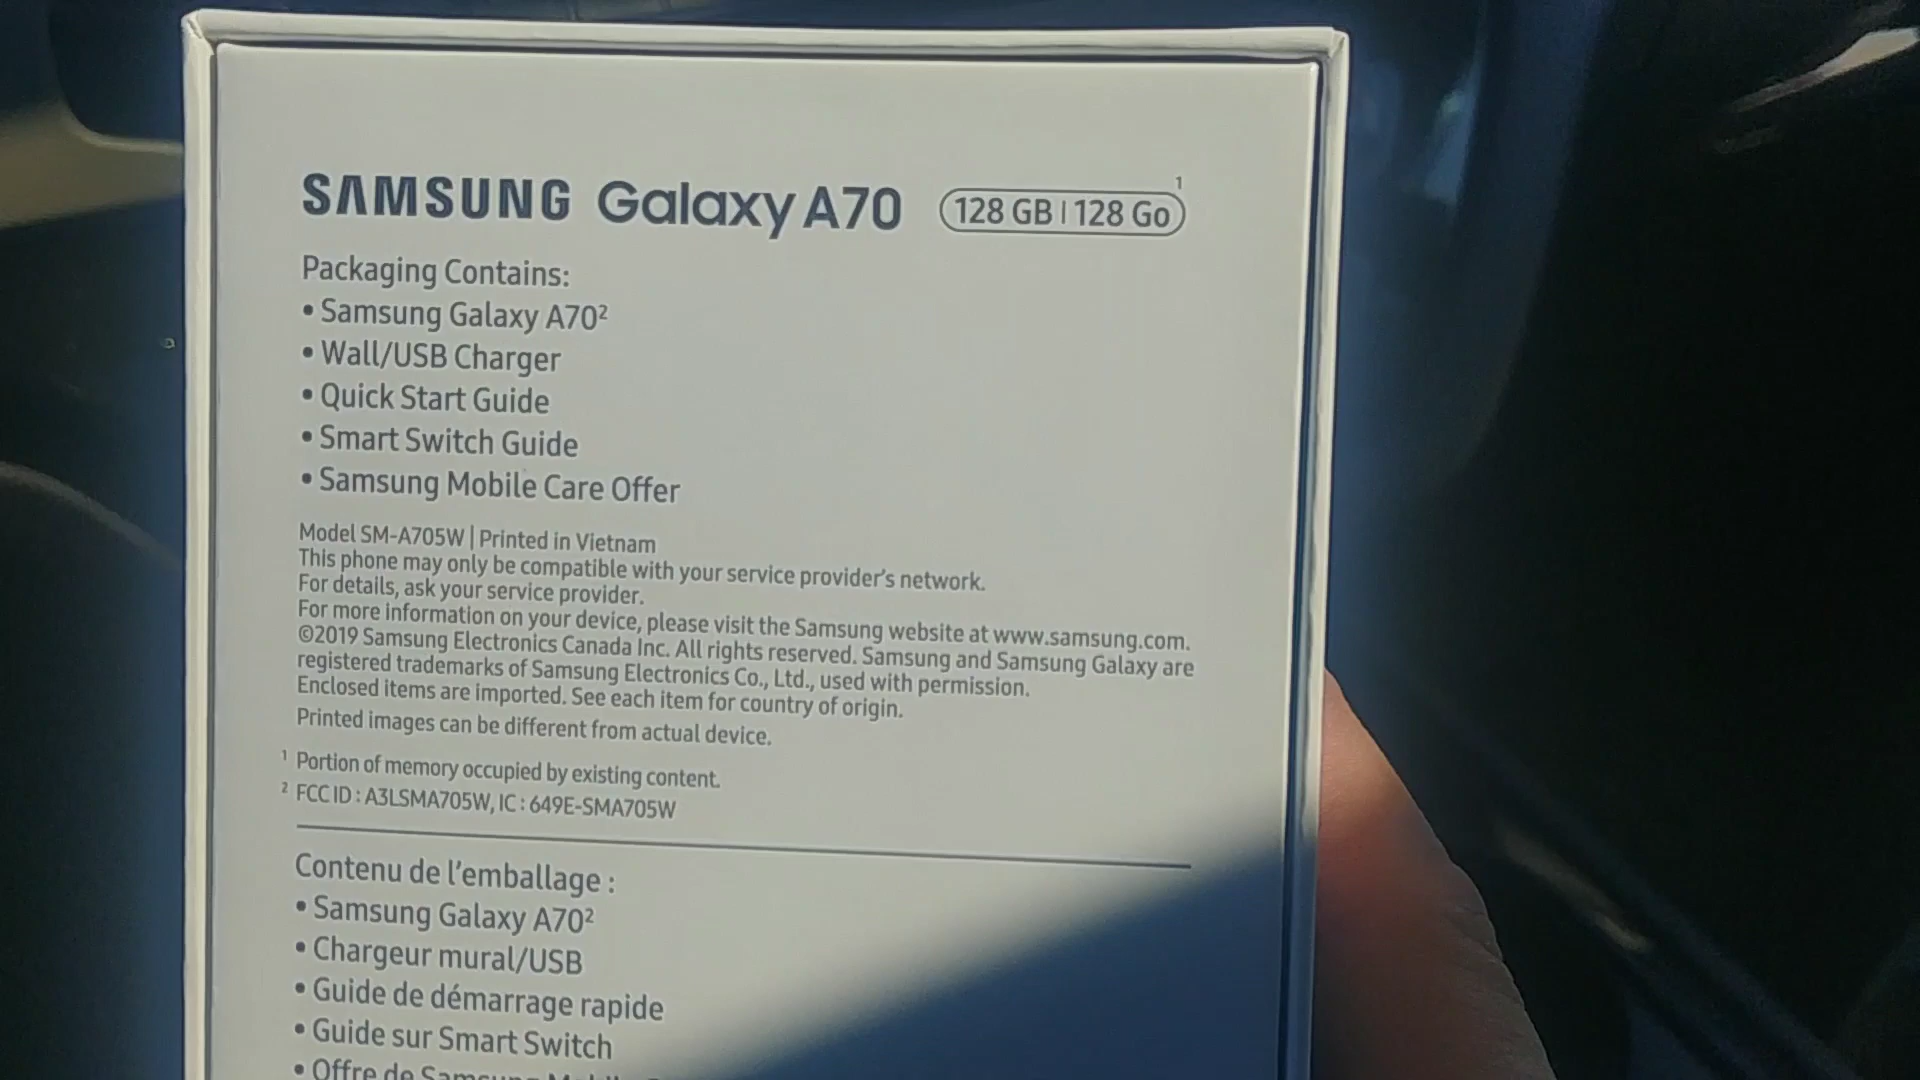 SAMSUNG Galaxy A70 128 GB | 128 Go 1
Packaging Contains:
• Samsung Galaxy A70²
• Wall/USB Charger
• Quick Start Guide
• Smart Switch Guide
• Samsung Mobile Care Offer
Model SM-A705W | Printed in Vietnam
This phone may only be compatible with your service provider's network.
For details, ask your service provider.
For more information on your device, please visit the Samsung website at www.samsung.com.
©2019 Samsung Electronics Canada Inc. All rights reserved. Samsung and Samsung Galaxy are
registered trademarks of Samsung Electronics Co., Ltd., used with permission.
Enclosed items are imported. See each item for country of origin.
Printed images can be different from actual device.
¹ Portion of memory occupied by existing content.
² FCC ID : A3LSMA705W, IC : 649E-SMA705W
Contenu de l'emballage :
• Samsung Galaxy A70²
• Chargeur mural/USB
• Guide de démarrage rapide
• Guide sur Smart Switch
• Offre de Samsung